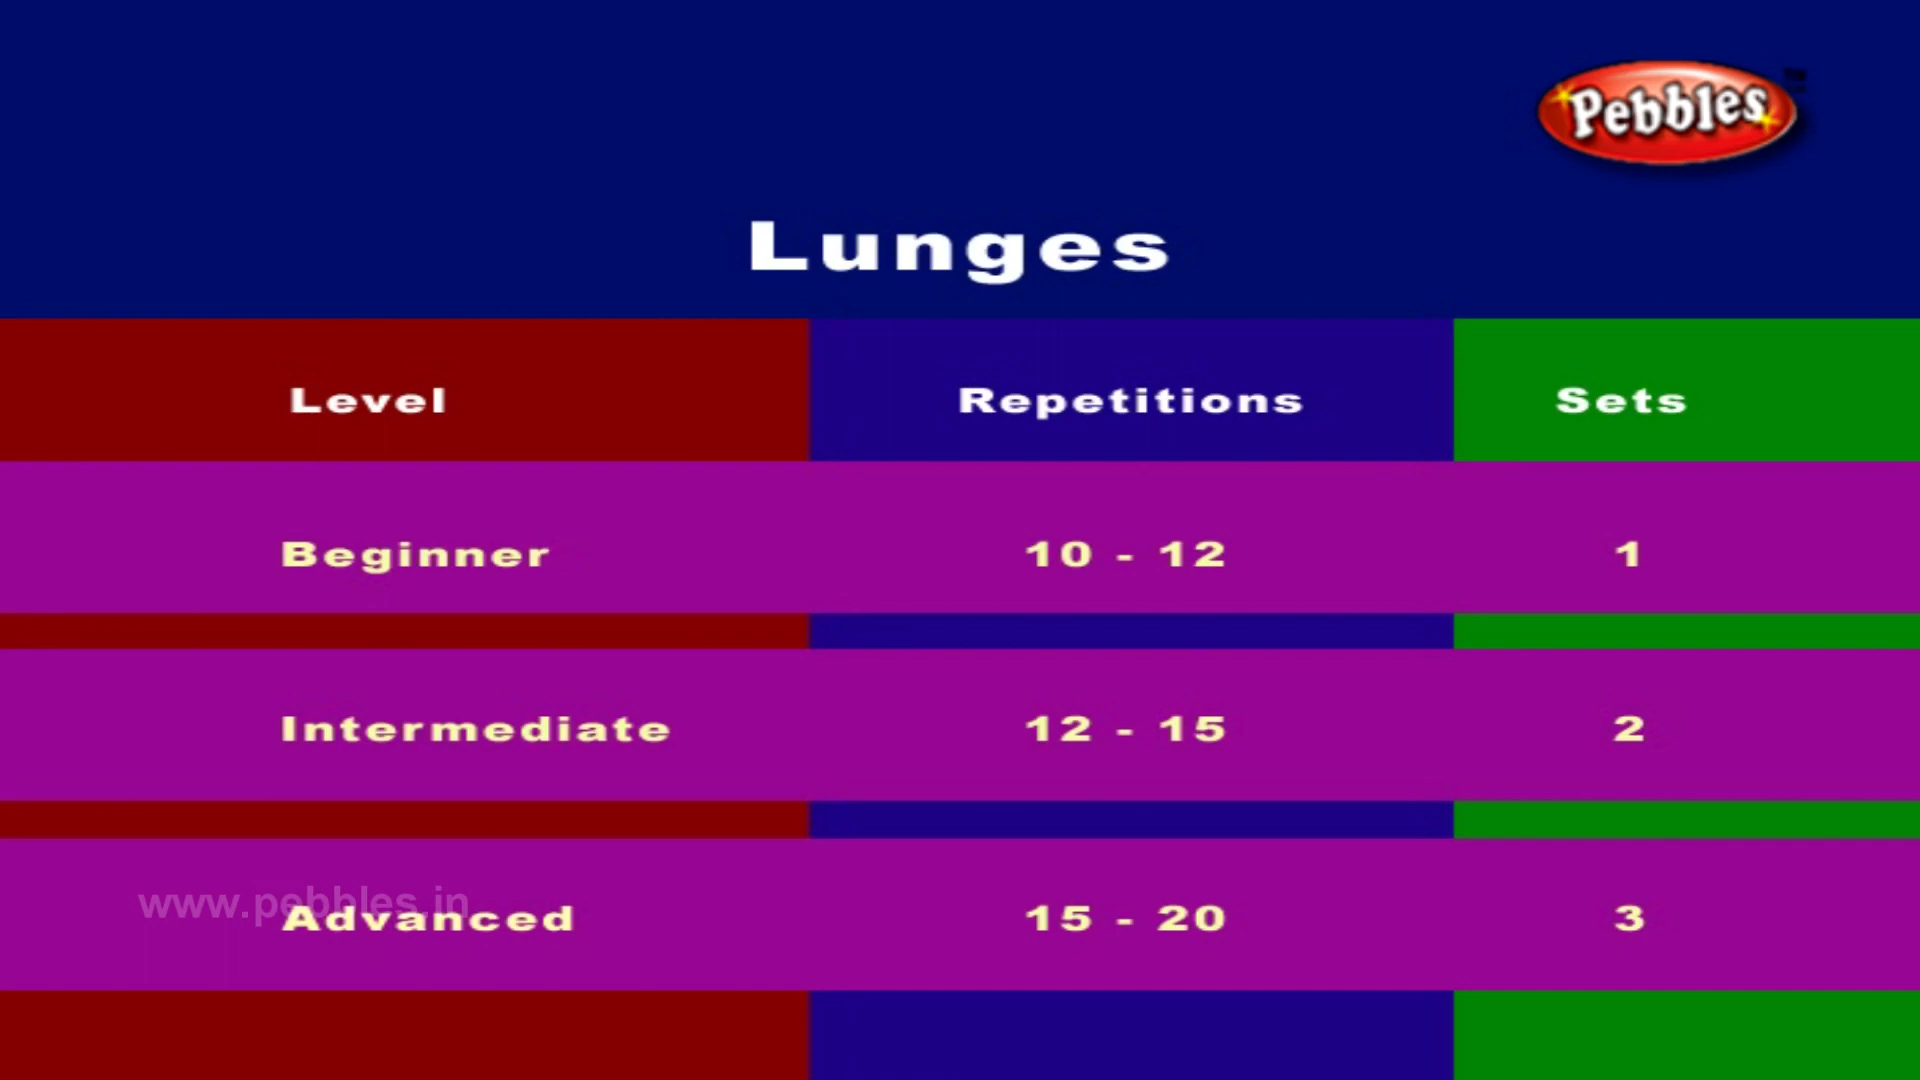 Pebbles
Lunges
Level Repetitions Sets
Beginner 10 - 12 1
Intermediate 12 - 15 2
www.pebbles.in
Advanced 15 - 20 3